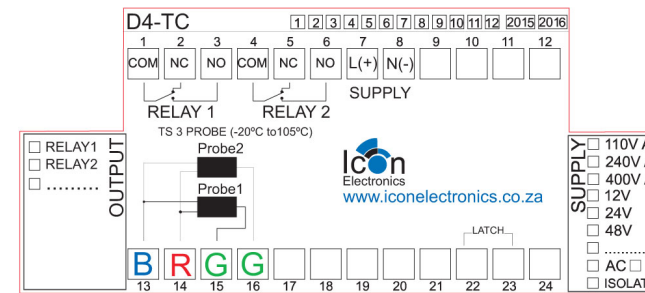 D4-TC
1 2 3 4 5 6 7 8 9 10 11 12 2015 2016
1 2 3 4 5 6 7 8 9 10 11 12
COM NC NO COM NC NO L(+) N(-)
RELAY 1 RELAY 2 SUPPLY
TS 3 PROBE (-20ºC to105ºC)
Probe2
Probe1
OUTPUT
RELAY1
RELAY2
.........
Icon
Electronics
www.iconelectronics.co.za
SUPPLY
110V A
240V A
400V A
12V
24V
48V
..........
AC
ISOLAT
LATCH
B R G G
13 14 15 16 17 18 19 20 21 22 23 24